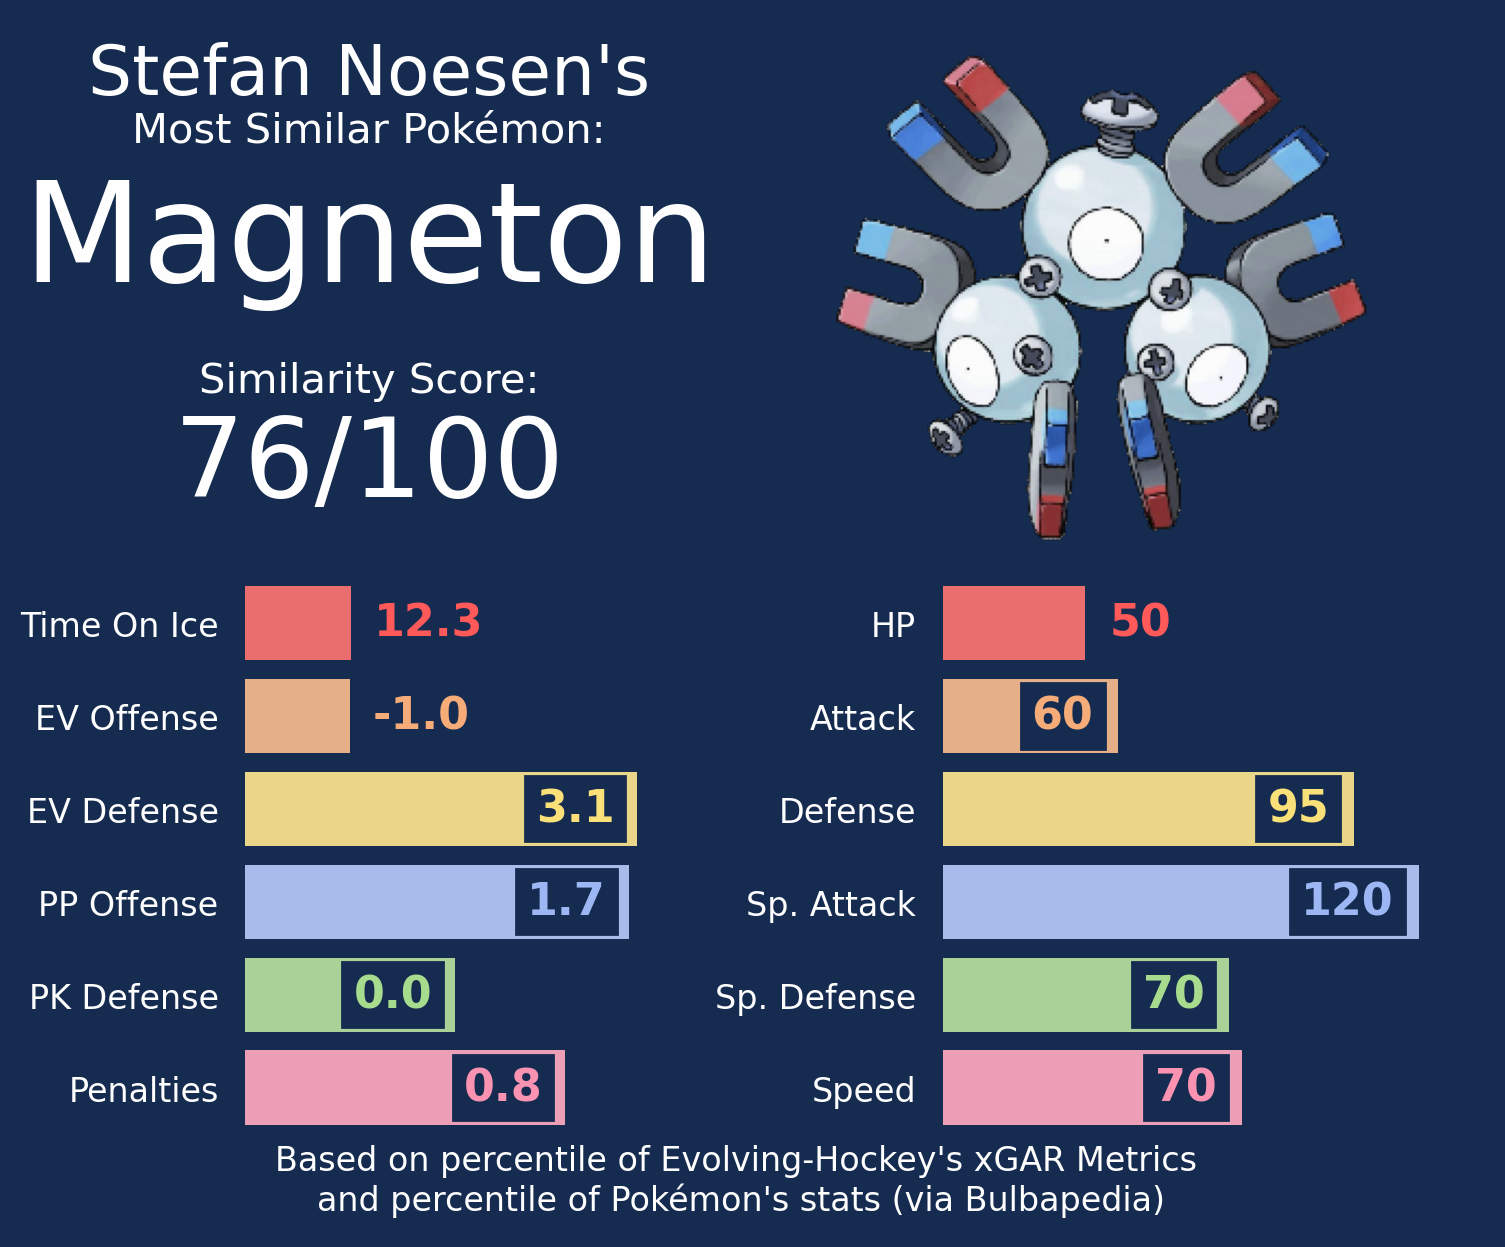 Stefan Noesen's
Most Similar Pokémon:
Magneton
Similarity Score:
76/100
Time On Ice 12.3
EV Offense -1.0
EV Defense 3.1
PP Offense 1.7
PK Defense 0.0
Penalties 0.8
HP 50
Attack 60
Defense 95
Sp. Attack 120
Sp. Defense 70
Speed 70
Based on percentile of Evolving-Hockey's xGAR Metrics
and percentile of Pokémon's stats (via Bulbapedia)